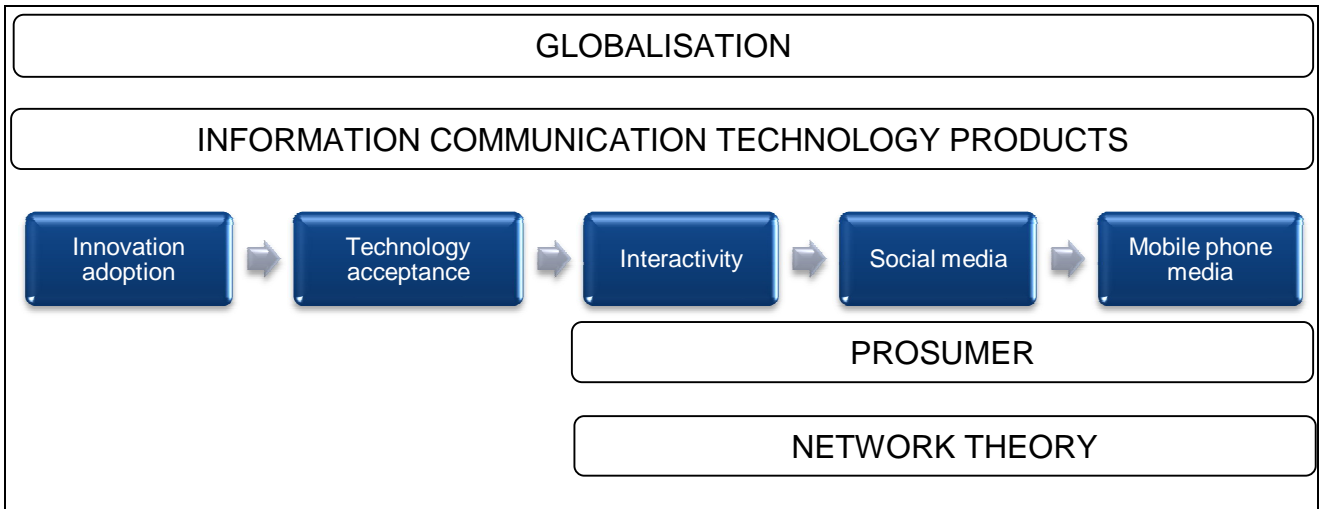 GLOBALISATION
INFORMATION COMMUNICATION TECHNOLOGY PRODUCTS
Innovation
adoption
Technology
acceptance
Interactivity
Social media
Mobile phone
media
PROSUMER
NETWORK THEORY